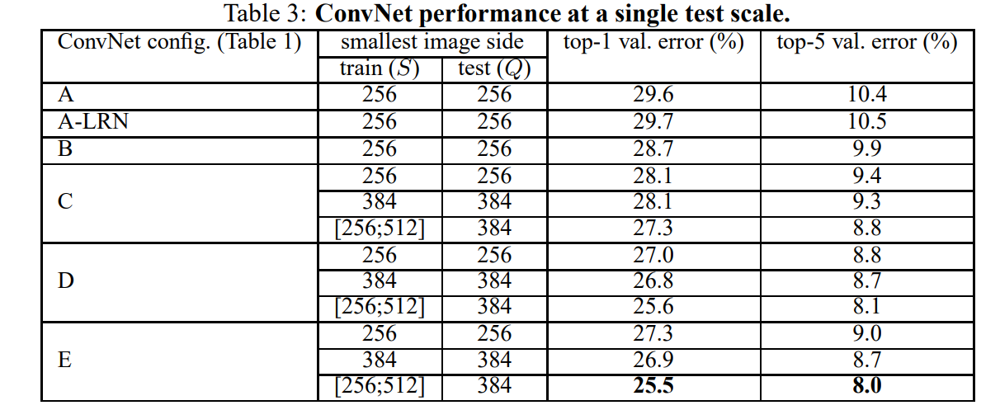 Table 3: ConvNet performance at a single test scale.
ConvNet config. (Table 1) smallest image side top-1 val. error (%) top-5 val. error (%)
train (S) test (Q)
A 256 256 29.6 10.4
A-LRN 256 256 29.7 10.5
B 256 256 28.7 9.9
256 256 28.1 9.4
C 384 384 28.1 9.3
[256;512] 384 27.3 8.8
256 256 27.0 8.8
D 384 384 26.8 8.7
[256;512] 384 25.6 8.1
256 256 27.3 9.0
E 384 384 26.9 8.7
[256;512] 384 25.5 8.0